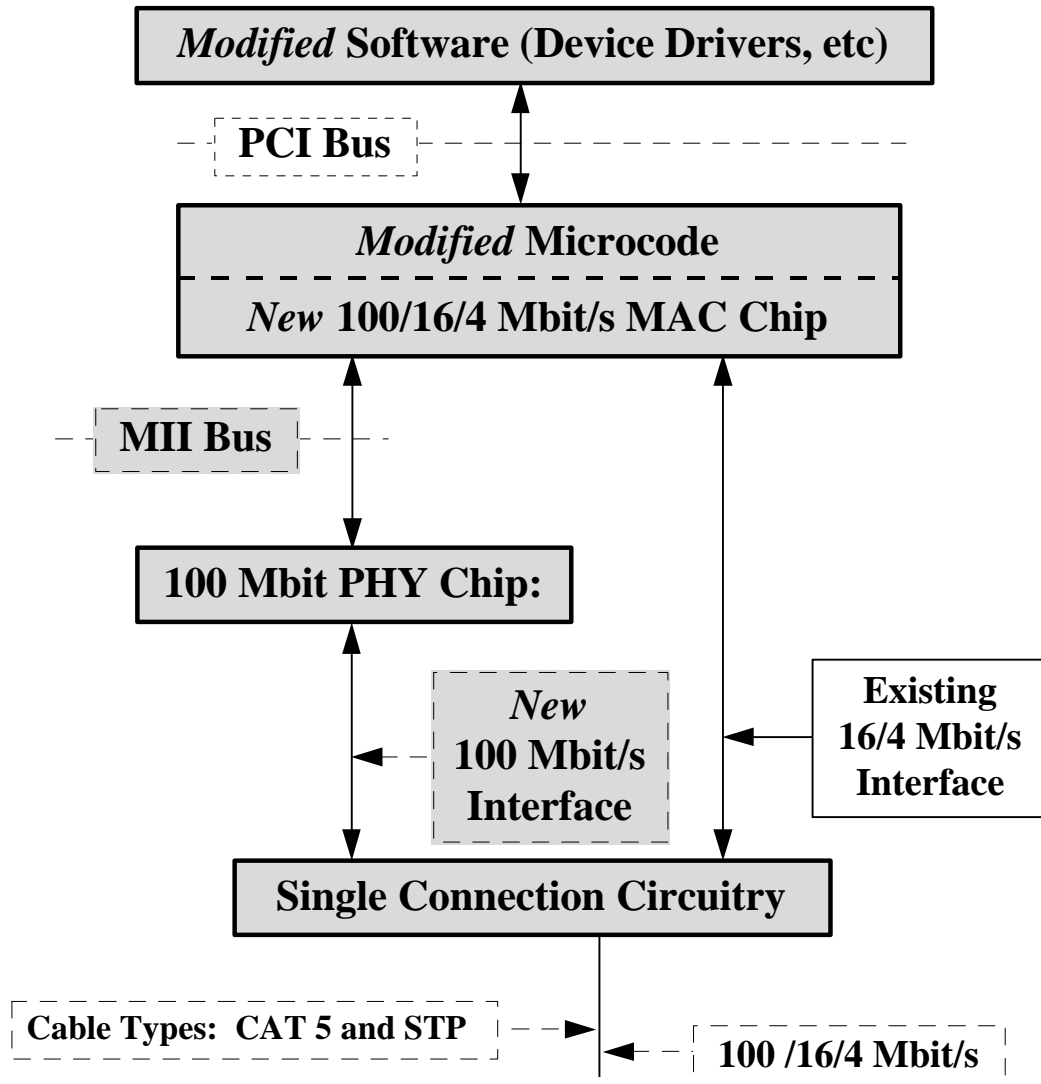 Modified Software (Device Drivers, etc)
PCI Bus
Modified Microcode
New 100/16/4 Mbit/s MAC Chip
MII Bus
100 Mbit PHY Chip:
New
100 Mbit/s
Interface
Existing
16/4 Mbit/s
Interface
Single Connection Circuitry
Cable Types: CAT 5 and STP
100 /16/4 Mbit/s